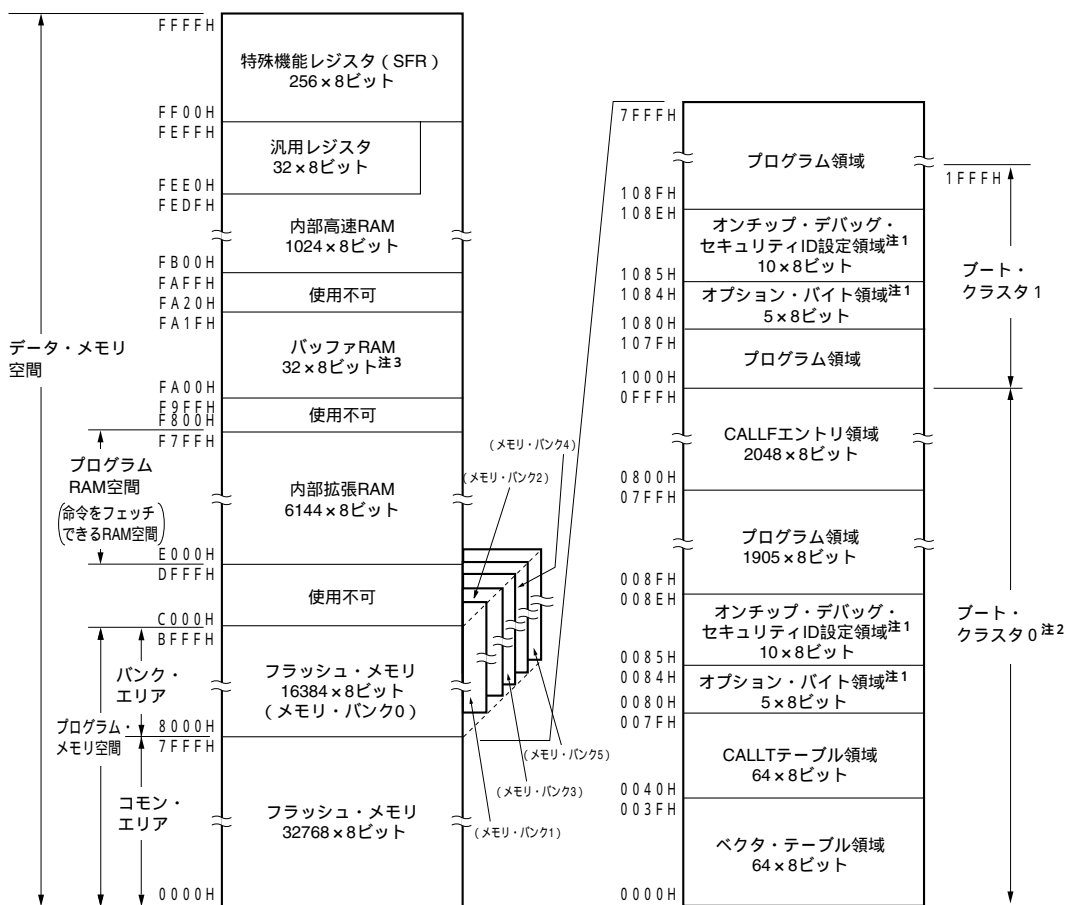 FFFFH
特殊機能レジスタ（SFR）
256×8ビット
FF00H
FEFFH
汎用レジスタ
32×8ビット
FEE0H
FEDFH
内部高速RAM
1024×8ビット
FB00H
FAFFH
使用不可
FA20H
FA1FH
バッファRAM
32×8ビット注3
FA00H
F9FFH
使用不可
F800H
F7FFH
内部拡張RAM
6144×8ビット
E000H
DFFFH
使用不可
C000H
BFFFH
フラッシュ・メモリ
16384×8ビット
（メモリ・バンク0）
8000H
7FFFH
フラッシュ・メモリ
32768×8ビット
0000H
データ・メモリ
空間
プログラム
RAM空間
（命令をフェッチ
できるRAM空間）
バンク・
エリア
プログラム・
メモリ空間
コモン・
エリア
（メモリ・バンク4）
（メモリ・バンク2）
（メモリ・バンク5）
（メモリ・バンク3）
（メモリ・バンク1）
7FFFH
プログラム領域
1FFFH
108FH
108EH
オンチップ・デバッグ・
セキュリティID設定領域注1
10×8ビット
1085H
1084H
オプション・バイト領域注1
5×8ビット
1080H
107FH
プログラム領域
1000H
0FFFH
ブート・
クラスタ1
CALLFエントリ領域
2048×8ビット
0800H
07FFH
プログラム領域
1905×8ビット
008FH
008EH
オンチップ・デバッグ・
セキュリティID設定領域注1
10×8ビット
0085H
0084H
オプション・バイト領域注1
5×8ビット
0080H
007FH
ブート・
クラスタ0注2
CALLTテーブル領域
64×8ビット
0040H
003FH
ベクタ・テーブル領域
64×8ビット
0000H